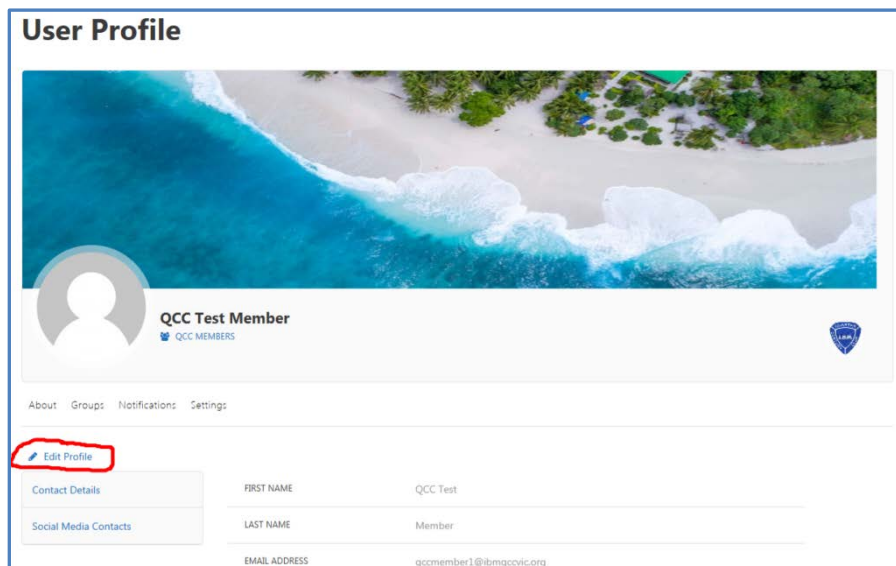 User Profile
QCC Test Member
QCC MEMBERS
About Groups Notifications Settings
Edit Profile
Contact Details
Social Media Contacts
FIRST NAME QCC Test
LAST NAME Member
EMAIL ADDRESS qccmember1@ibmqccvic.org